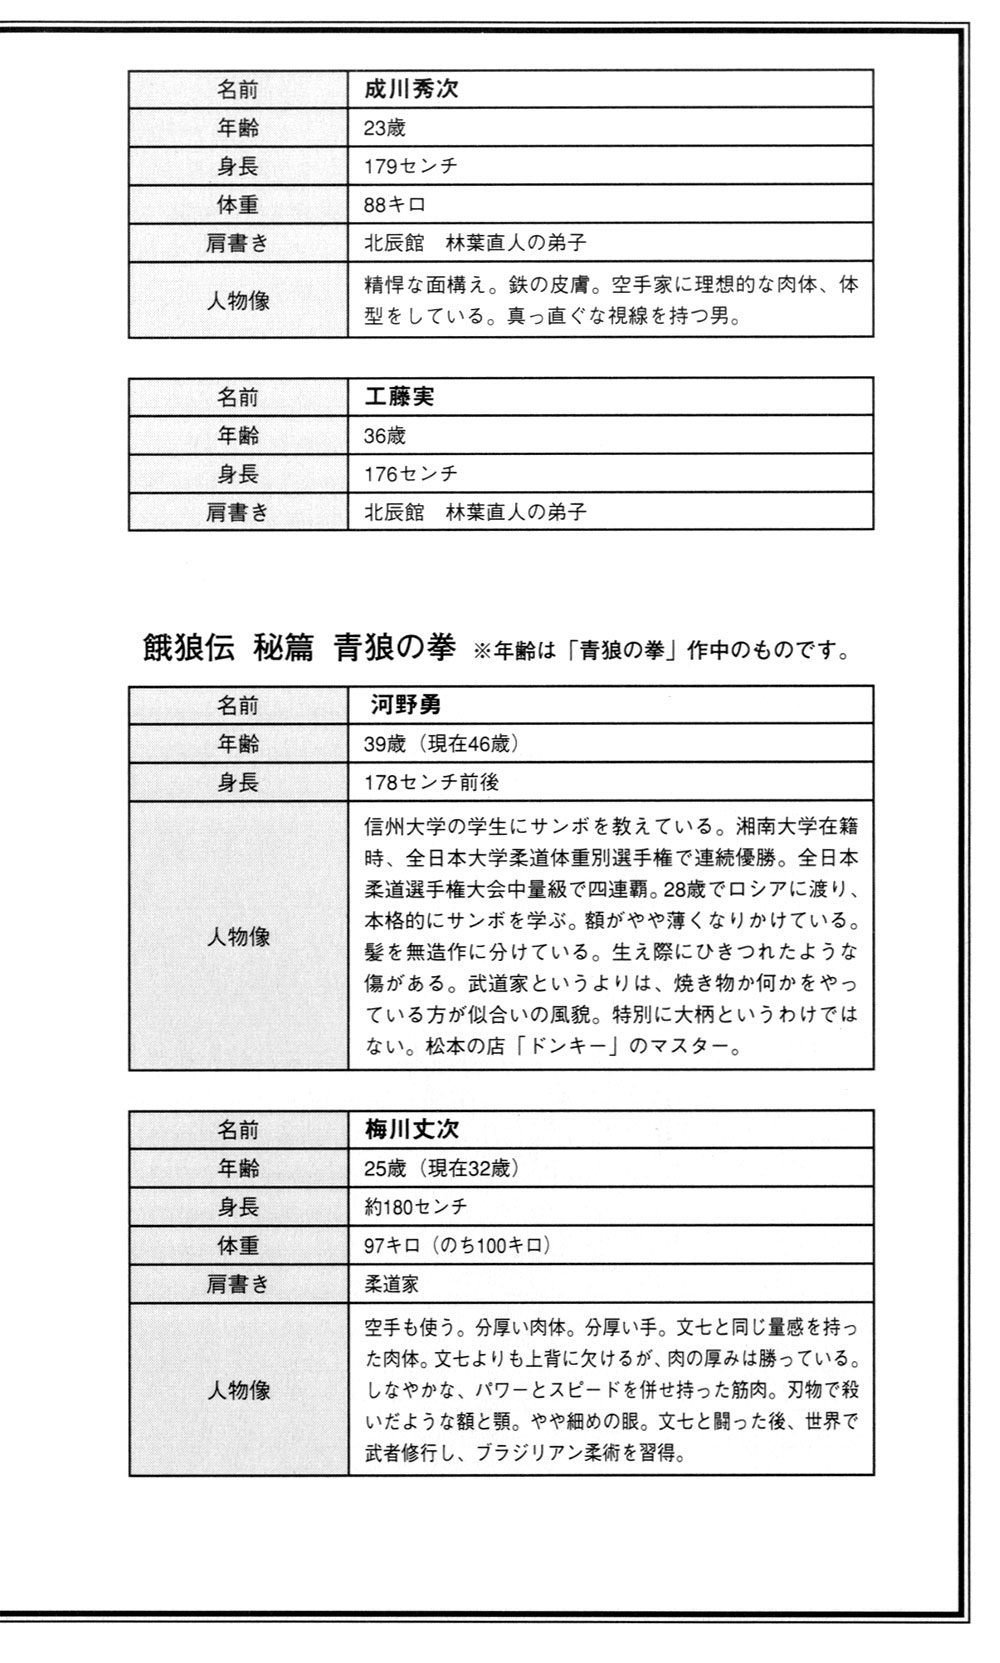 名前 成川秀次
年齢 23歳
身長 179センチ
体重 88キロ
肩書き 北辰館　林葉直人の弟子
人物像 精悍な面構え。鉄の皮膚。空手家に理想的な肉体、体
型をしている。真っ直ぐな視線を持つ男。
名前 工藤実
年齢 36歳
身長 176センチ
肩書き 北辰館　林葉直人の弟子
餓狼伝 秘篇 青狼の拳 ※年齢は「青狼の拳」作中のものです。
名前 河野勇
年齢 39歳（現在46歳）
身長 178センチ前後
人物像 信州大学の学生にサンボを教えている。湘南大学在籍
時、全日本大学柔道体重別選手権で連続優勝。全日本
柔道選手権大会中量級で四連覇。28歳でロシアに渡り、
本格的にサンボを学ぶ。額がやや薄くなりかけている。
髪を無造作に分けている。生え際にひきつれたような
傷がある。武道家というよりは、焼き物か何かをやっ
ている方が似合いの風貌。特別に大柄というわけでは
ない。松本の店「ドンキー」のマスター。
名前 梅川丈次
年齢 25歳（現在32歳）
身長 約180センチ
体重 97キロ（のち100キロ）
肩書き 柔道家
人物像 空手も使う。分厚い肉体。分厚い手。文七と同じ量感を持っ
た肉体。文七よりも上背に欠けるが、肉の厚みは勝っている。
しなやかな、パワーとスピードを併せ持った筋肉。刃物で殺
いだような額と顎。やや細めの眼。文七と闘った後、世界で
武者修行し、ブラジリアン柔術を習得。